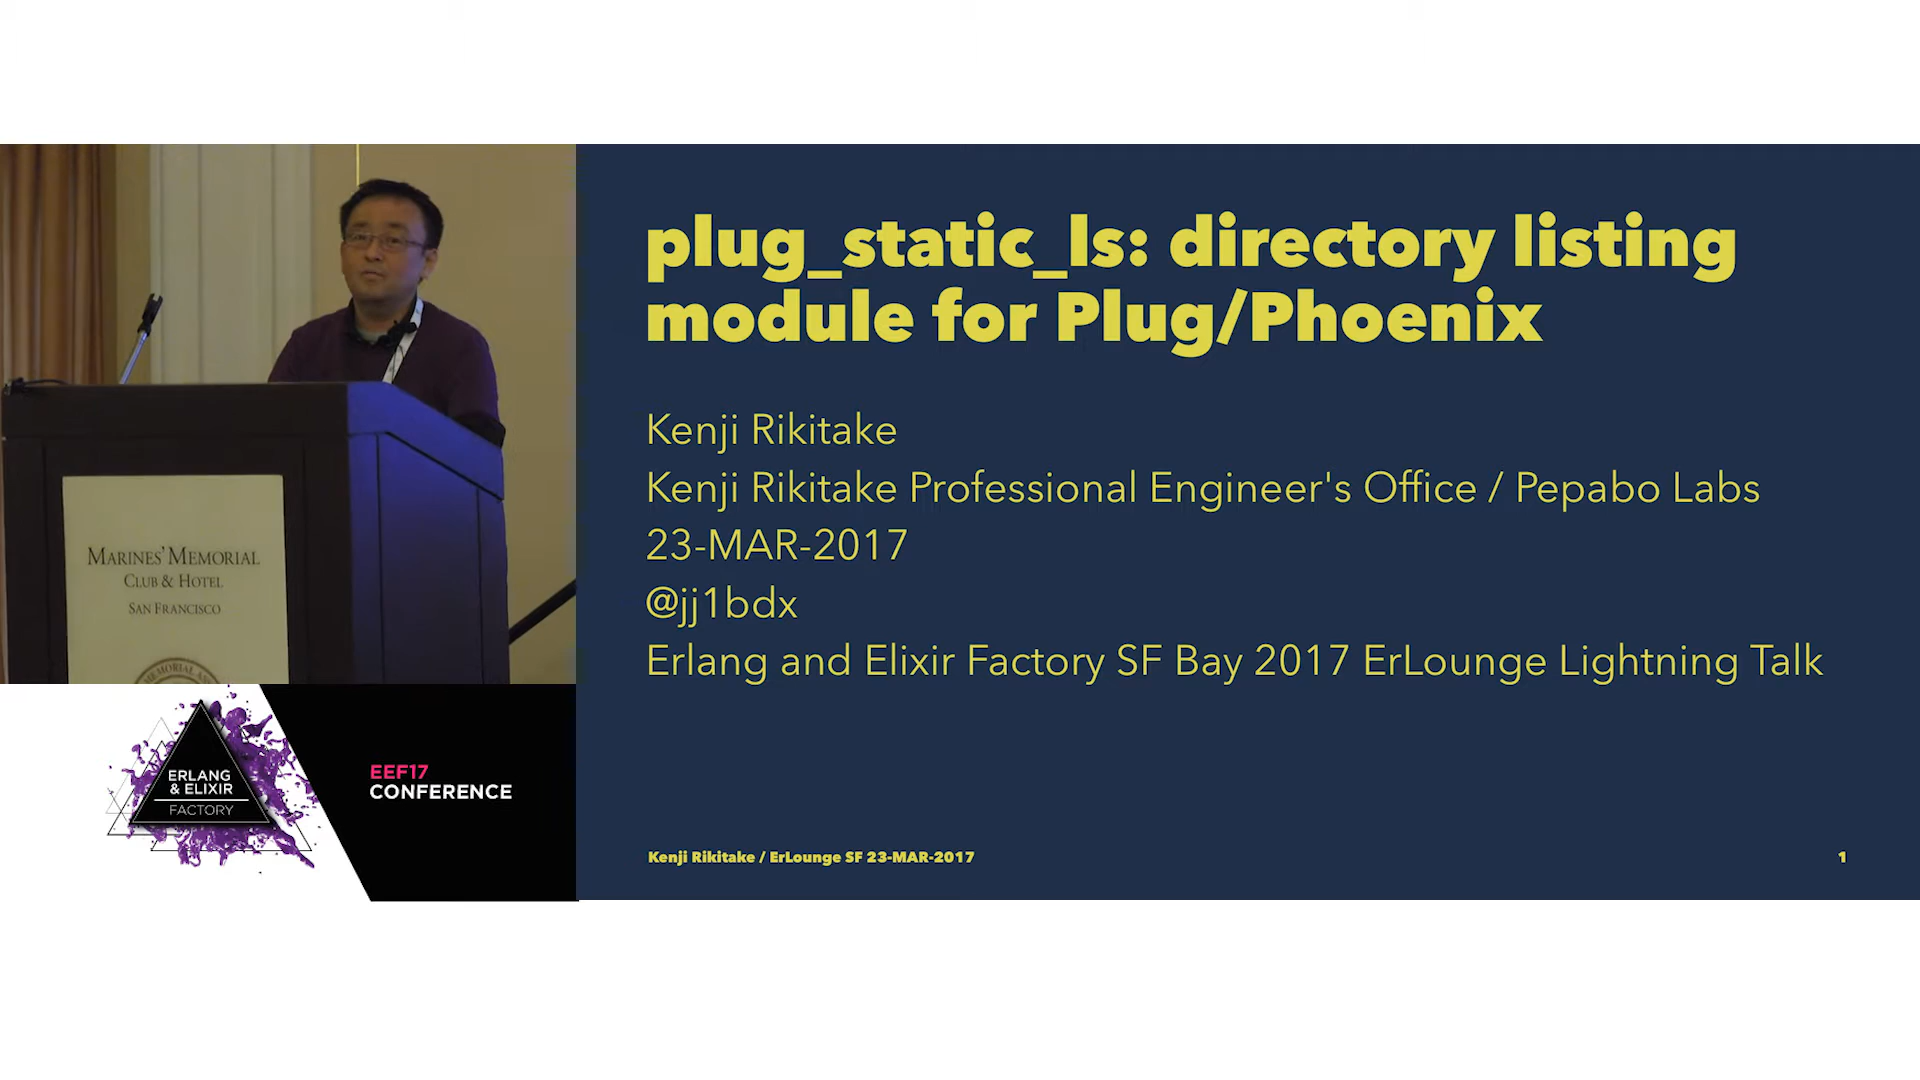 plug_static_ls: directory listing
module for Plug/Phoenix
Kenji Rikitake
Kenji Rikitake Professional Engineer's Office / Pepabo Labs
23-MAR-2017
@jj1bdx
Erlang and Elixir Factory SF Bay 2017 ErLounge Lightning Talk
Kenji Rikitake / ErLounge SF 23-MAR-2017
1
MARINES' MEMORIAL
CLUB & HOTEL
SAN FRANCISCO
ERLANG
& ELIXIR
FACTORY
EEF17
CONFERENCE